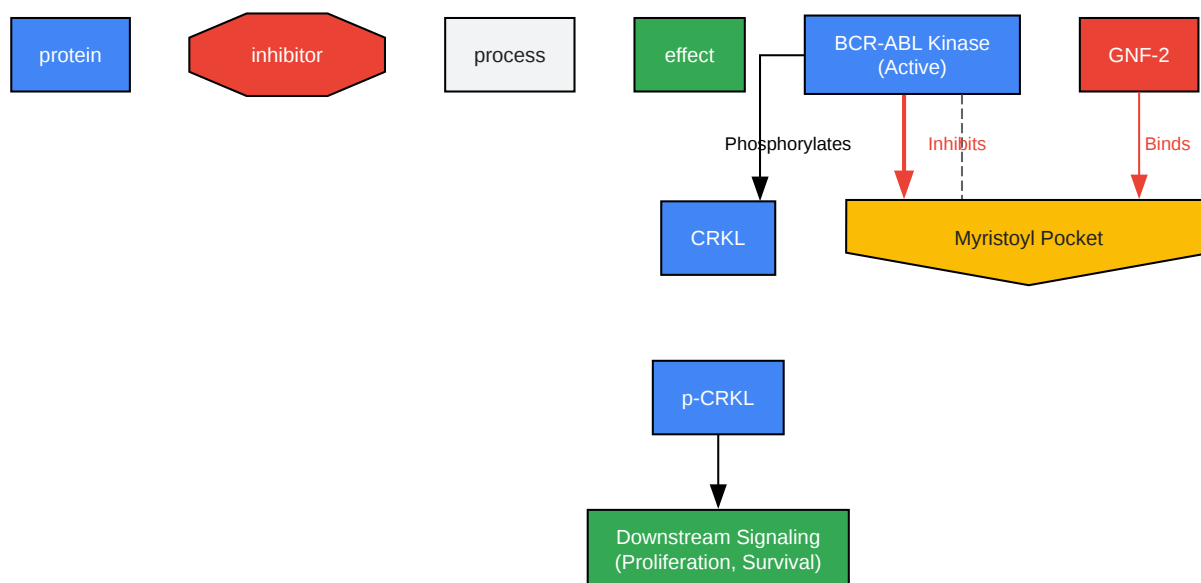 protein
inhibitor
process
effect
BCR-ABL Kinase
(Active)
GNF-2
Phosphorylates
Inhibits
Binds
CRKL
Myristoyl Pocket
p-CRKL
Downstream Signaling
(Proliferation, Survival)